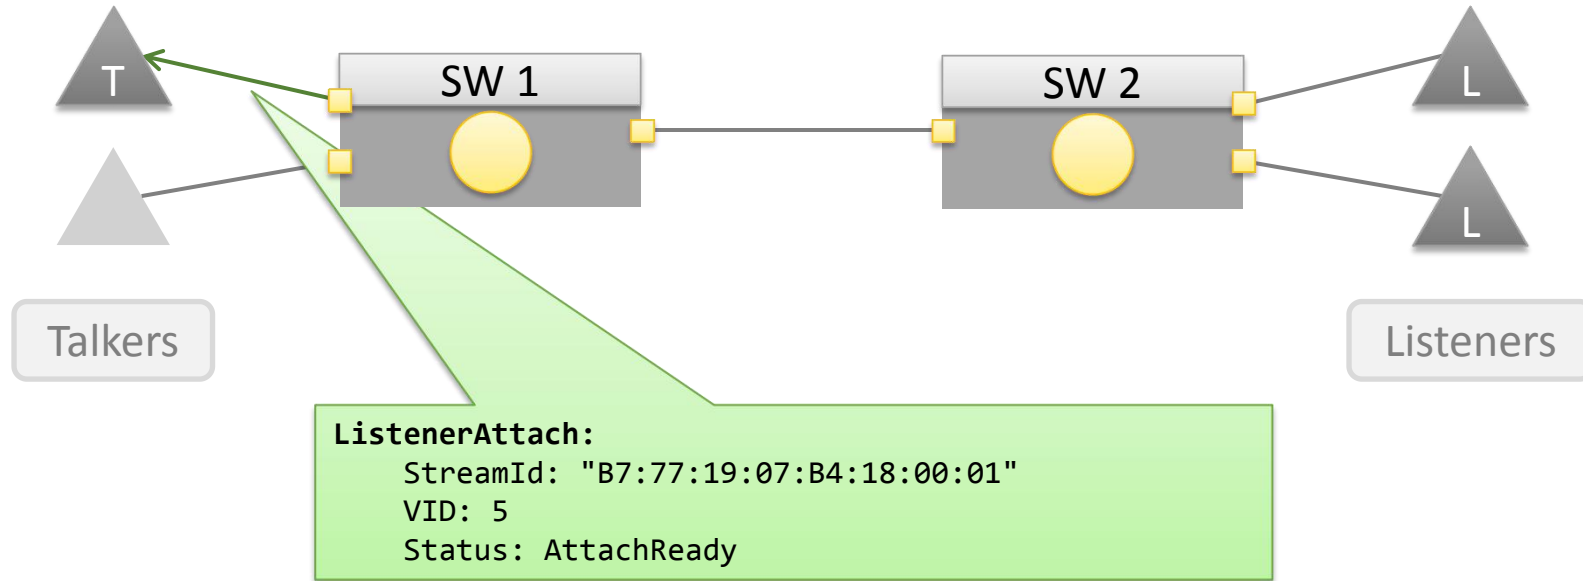 T
SW 1
SW 2
L
L
Talkers
Listeners
ListenerAttach:
StreamId: "B7:77:19:07:B4:18:00:01"
VID: 5
Status: AttachReady